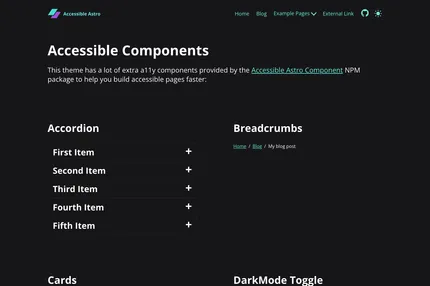 Accessible Astro
Home Blog Example Pages External Link
Accessible Components
This theme has a lot of extra a11y components provided by the Accessible Astro Component NPM
package to help you build accessible pages faster:
Accordion
First Item +
Second Item +
Third Item +
Fourth Item +
Fifth Item +
Breadcrumbs
Home / Blog / My blog post
Cards
DarkMode Toggle